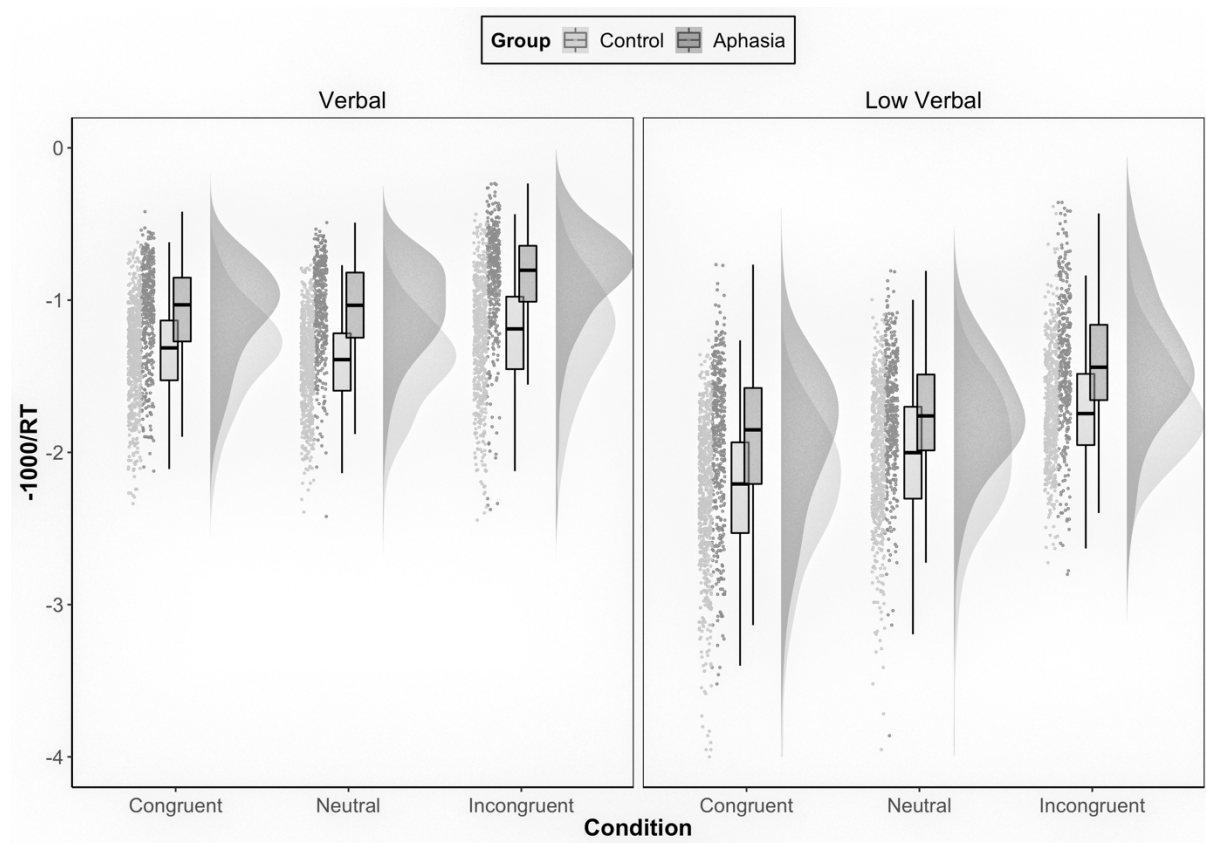 Group Control Aphasia
Verbal Low Verbal
0
-1
-2
-3
-4
-1000/RT
Congruent Neutral Incongruent Congruent Neutral Incongruent
Condition